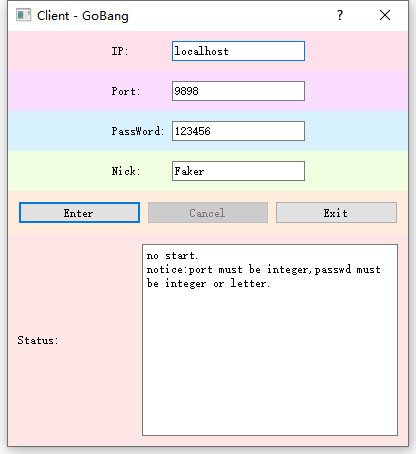 Client - GoBang ?
IP: localhost
Port: 9898
PassWord: 123456
Nick: Faker
Enter Cancel Exit
no start.
notice:port must be integer,passwd must
be integer or letter.
Status: